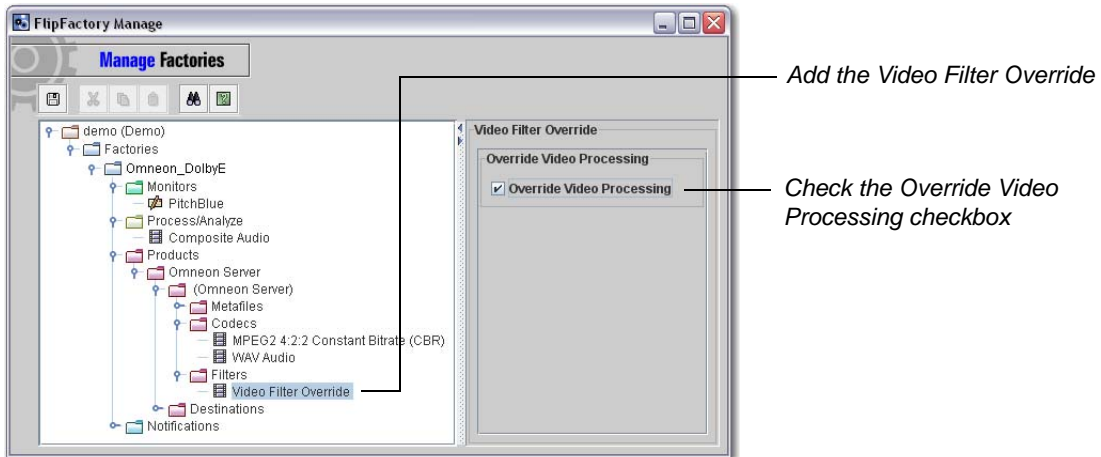 FlipFactory Manage
Manage Factories
Add the Video Filter Override
demo (Demo)
Factories
Omneon_DolbyE
Monitors
PitchBlue
Process/Analyze
Composite Audio
Products
Omneon Server
(Omneon Server)
Metafiles
Codecs
MPEG2 4:2:2 Constant Bitrate (CBR)
WAV Audio
Filters
Video Filter Override
Destinations
Notifications
Video Filter Override
Override Video Processing
Override Video Processing
Check the Override Video
Processing checkbox